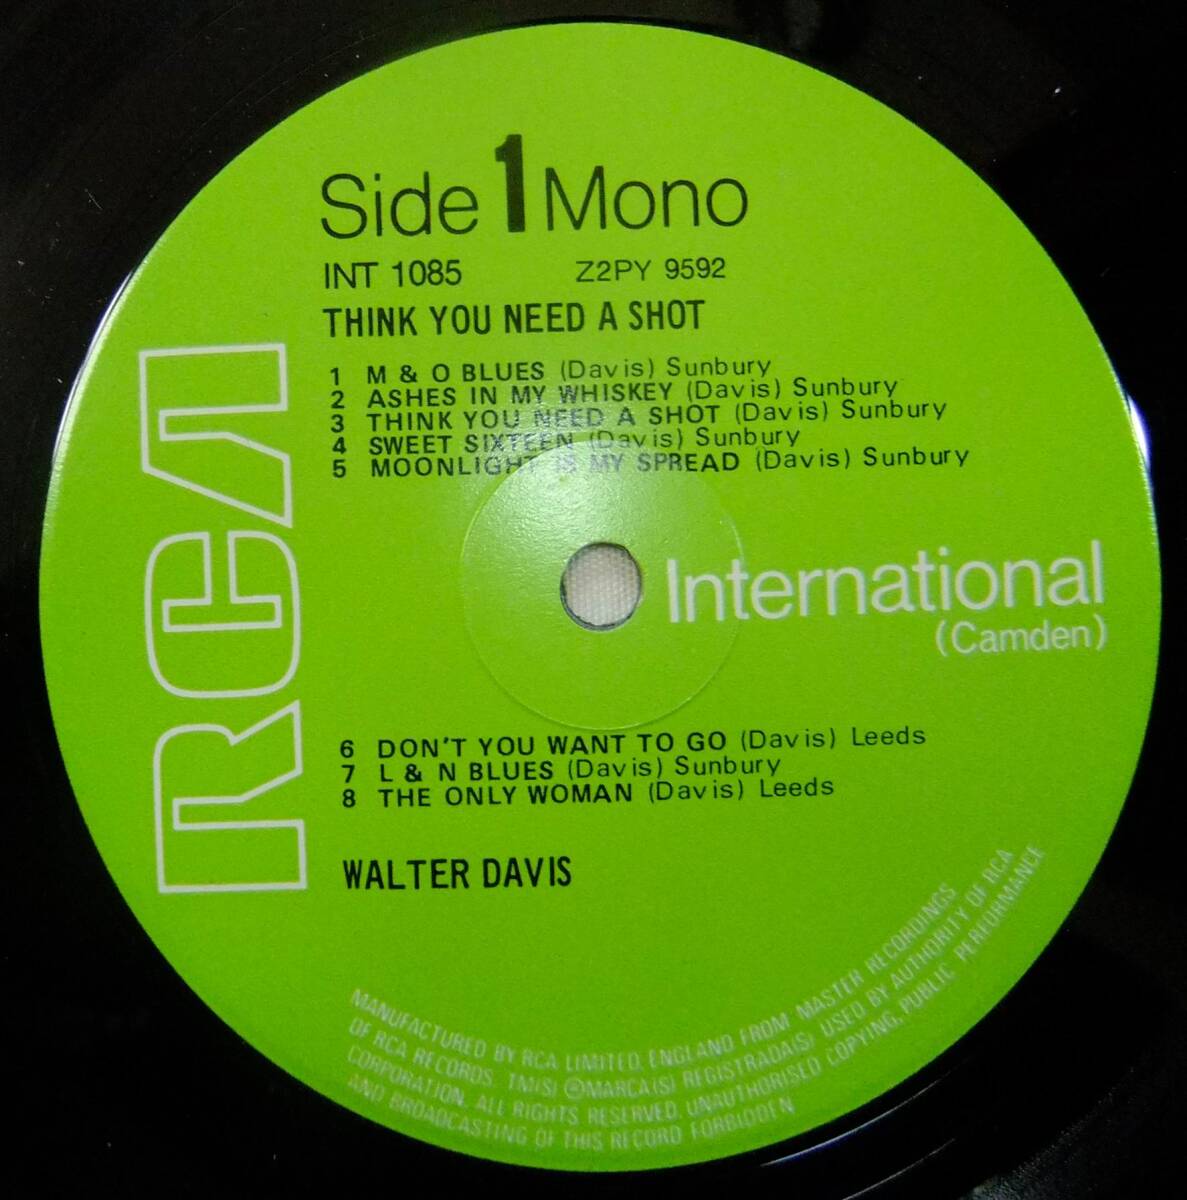 Side 1 Mono
INT 1085 Z2PY 9592
THINK YOU NEED A SHOT
1 M & O BLUES (Davis) Sunbury
2 ASHES IN MY WHISKEY (Davis) Sunbury
3 THINK YOU NEED A SHOT (Davis) Sunbury
4 SWEET SIXTEEN (Davis) Sunbury
5 MOONLIGHT IS MY SPREAD (Davis) Sunbury
RCA
International
(Camden)
6 DON'T YOU WANT TO GO (Davis) Leeds
7 L & N BLUES (Davis) Sunbury
8 THE ONLY WOMAN (Davis) Leeds
WALTER DAVIS
MANUFACTURED BY RCA LIMITED, ENGLAND FROM MASTER RECORDINGS
OF RCA RECORDS. TM(S) ®MARCA(S) REGISTRADA(S) USED BY AUTHORITY OF RCA
CORPORATION. ALL RIGHTS RESERVED. UNAUTHORISED COPYING, PUBLIC PERFORMANCE
AND BROADCASTING OF THIS RECORD FORBIDDEN